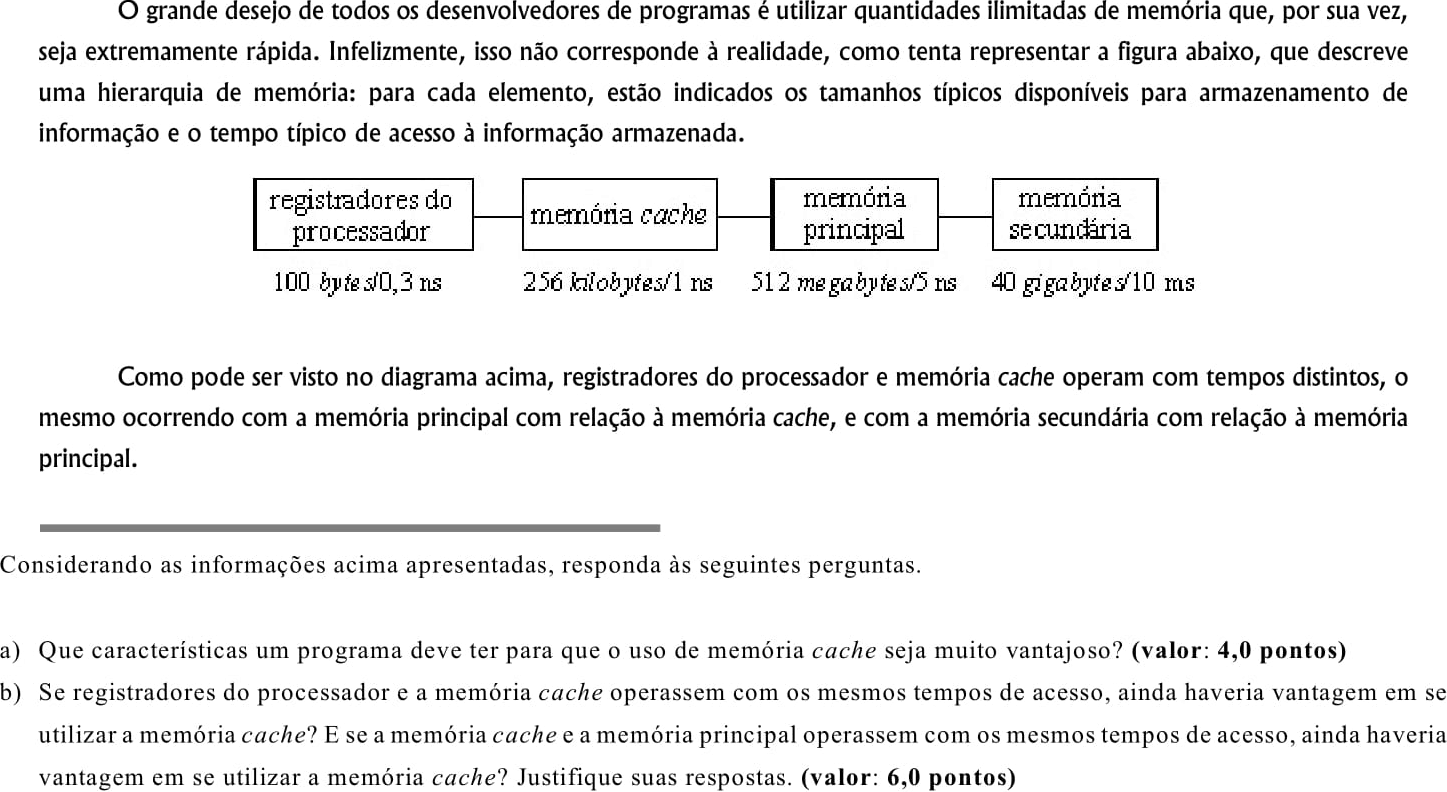 O grande desejo de todos os desenvolvedores de programas é utilizar quantidades ilimitadas de memória que, por sua vez,
seja extremamente rápida. Infelizmente, isso não corresponde à realidade, como tenta representar a figura abaixo, que descreve
uma hierarquia de memória: para cada elemento, estão indicados os tamanhos típicos disponíveis para armazenamento de
informação e o tempo típico de acesso à informação armazenada.
registradores do
processador
memória cache
memória
principal
memória
secundária
100 bytes/0,3 ns
256 kilobytes/1 ns
512 megabytes/5 ns
40 gigabytes/10 ms
Como pode ser visto no diagrama acima, registradores do processador e memória cache operam com tempos distintos, o
mesmo ocorrendo com a memória principal com relação à memória cache, e com a memória secundária com relação à memória
principal.
Considerando as informações acima apresentadas, responda às seguintes perguntas.
a) Que características um programa deve ter para que o uso de memória cache seja muito vantajoso? (valor: 4,0 pontos)
b) Se registradores do processador e a memória cache operassem com os mesmos tempos de acesso, ainda haveria vantagem em se
utilizar a memória cache? E se a memória cache e a memória principal operassem com os mesmos tempos de acesso, ainda haveria
vantagem em se utilizar a memória cache? Justifique suas respostas. (valor: 6,0 pontos)